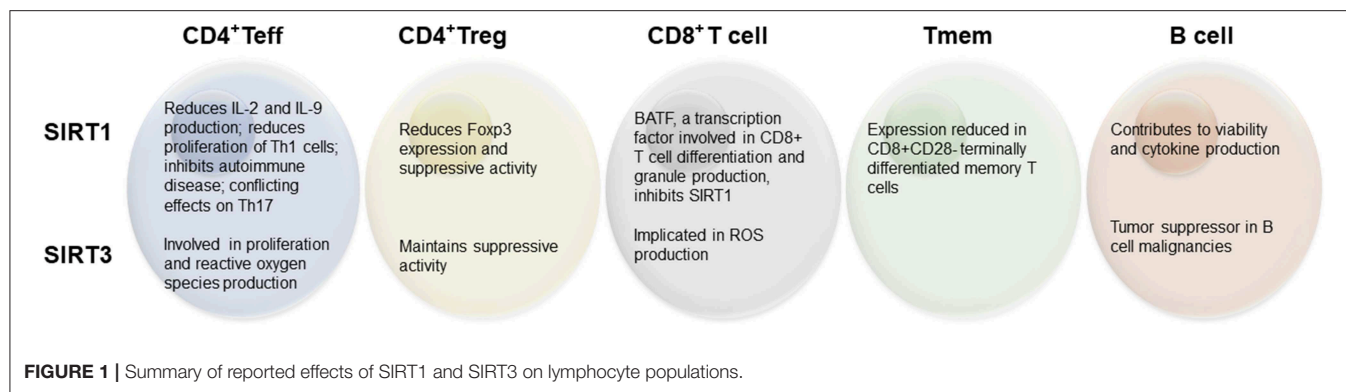 CD4+Teff CD4+Treg CD8+ T cell Tmem B cell
SIRT1
Reduces IL-2 and IL-9
production; reduces
proliferation of Th1 cells;
inhibits autoimmune
disease; conflicting
effects on Th17
Reduces Foxp3
expression and
suppressive activity
BATF, a transcription
factor involved in CD8+
T cell differentiation and
granule production,
inhibits SIRT1
Expression reduced in
CD8+CD28- terminally
differentiated memory T
cells
Contributes to viability
and cytokine production
SIRT3
Involved in proliferation
and reactive oxygen
species production
Maintains suppressive
activity
Implicated in ROS
production
Tumor suppressor in B
cell malignancies
FIGURE 1 | Summary of reported effects of SIRT1 and SIRT3 on lymphocyte populations.